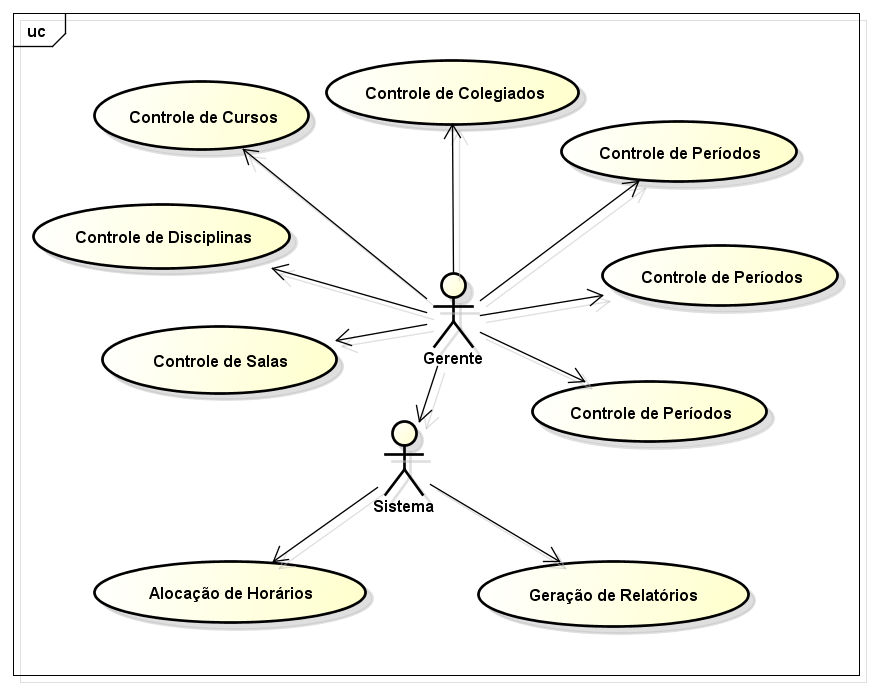 uc
Controle de Colegiados
Controle de Cursos
Controle de Períodos
Controle de Disciplinas
Controle de Períodos
Controle de Salas
Gerente
Controle de Períodos
Sistema
Alocação de Horários
Geração de Relatórios